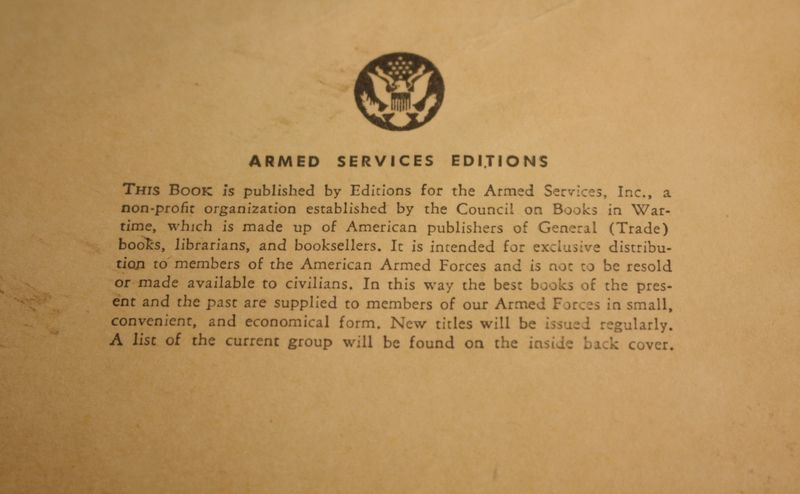 ARMED SERVICES EDITIONS
THIS BOOK is published by Editions for the Armed Services, Inc., a
non-profit organization established by the Council on Books in War-
time, which is made up of American publishers of General (Trade)
books, librarians, and booksellers. It is intended for exclusive distribu-
tion to members of the American Armed Forces and is not to be resold
or made available to civilians. In this way the best books of the pres-
ent and the past are supplied to members of our Armed Forces in small,
convenient, and economical form. New titles will be issued regularly.
A list of the current group will be found on the inside back cover.